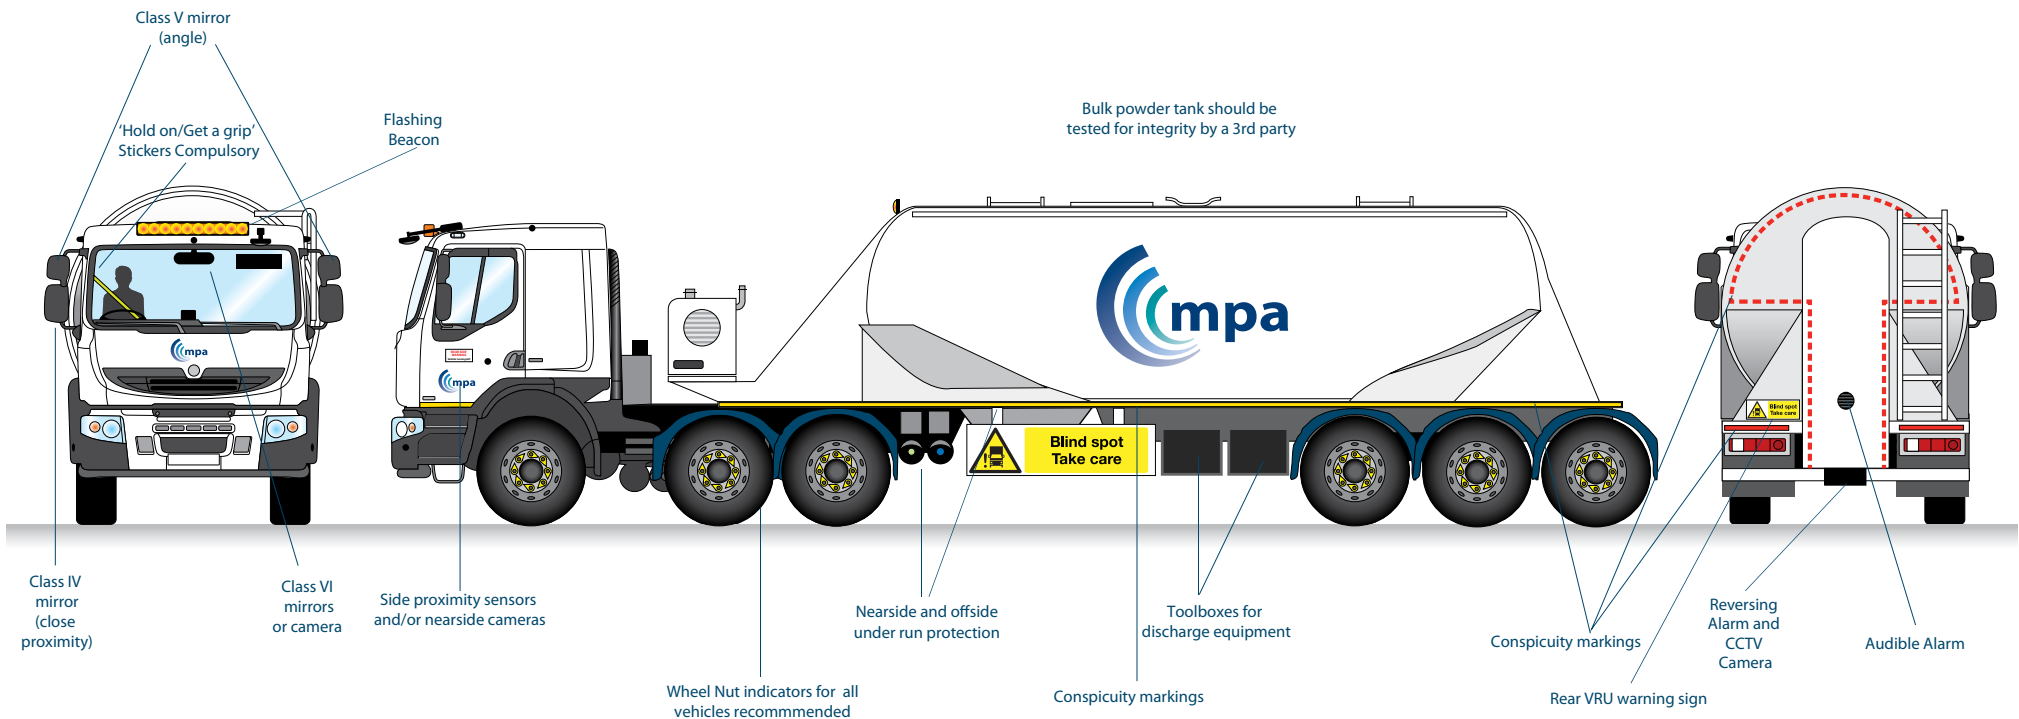 Class V mirror
(angle)
'Hold on/Get a grip'
Stickers Compulsory
Flashing
Beacon
Bulk powder tank should be
tested for integrity by a 3rd party
mpa
mpa
mpa
Blind spot
Take care
Blind spot
Take care
Class IV
mirror
(close
proximity)
Class VI
mirrors
or camera
Side proximity sensors
and/or nearside cameras
Wheel Nut indicators for all
vehicles recommmended
Nearside and offside
under run protection
Conspicuity markings
Toolboxes for
discharge equipment
Conspicuity markings
Rear VRU warning sign
Reversing
Alarm and
CCTV
Camera
Audible Alarm